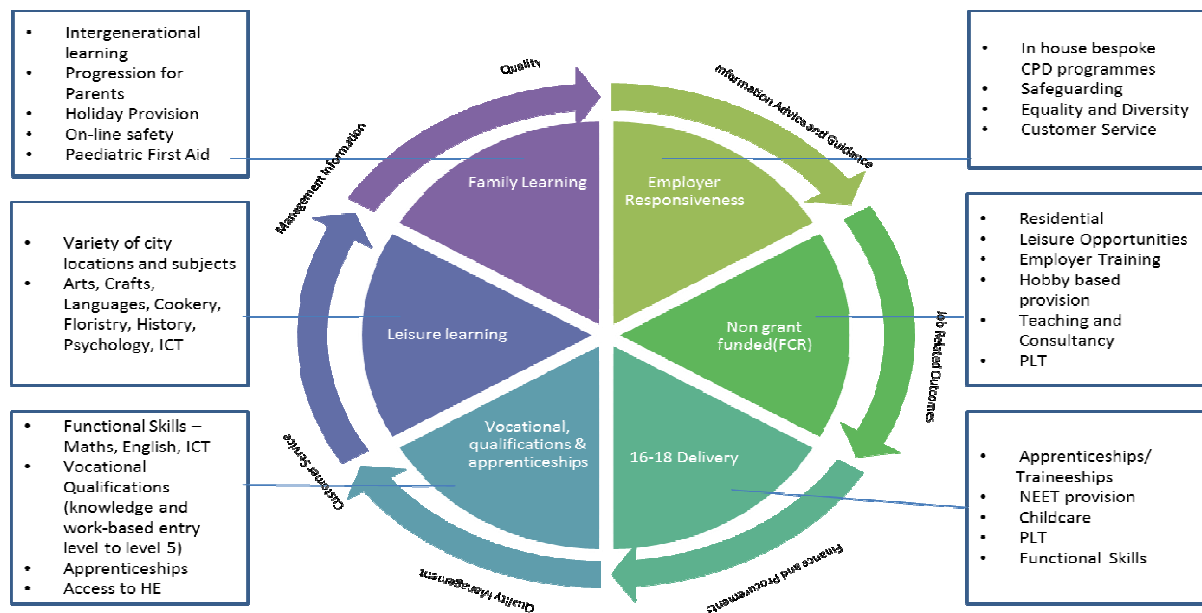 Intergenerational
learning
Progression for
Parents
Holiday Provision
On-line safety
Paediatric First Aid
Quality
Information Advice and Guidance
In house bespoke
CPD programmes
Safeguarding
Equality and Diversity
Customer Service
Management Information
Family Learning
Employer
Responsiveness
Variety of city
locations and subjects
Arts, Crafts,
Languages, Cookery,
Floristry, History,
Psychology, ICT
Leisure learning
Non grant
funded(FCR)
Job Related Outcomes
Residential
Leisure Opportunities
Employer Training
Hobby based
provision
Teaching and
Consultancy
PLT
Functional Skills –
Maths, English, ICT
Vocational
Qualifications
(knowledge and
work-based entry
level to level 5)
Apprenticeships
Access to HE
Customer Service
Vocational,
qualifications &
apprenticeships
16-18 Delivery
Apprenticeships/
Traineeships
NEET provision
Childcare
PLT
Functional Skills
Quality Management
Finance and Procurements